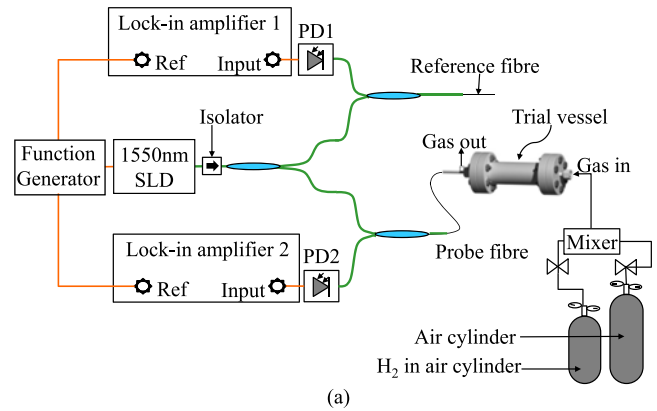 Lock-in amplifier 1
PD1
Ref
Input
Reference fibre
Isolator
Trial vessel
Gas out
Gas in
Function
Generator
1550nm
SLD
Mixer
Lock-in amplifier 2
PD2
Probe fibre
Ref
Input
Air cylinder
H₂ in air cylinder
(a)